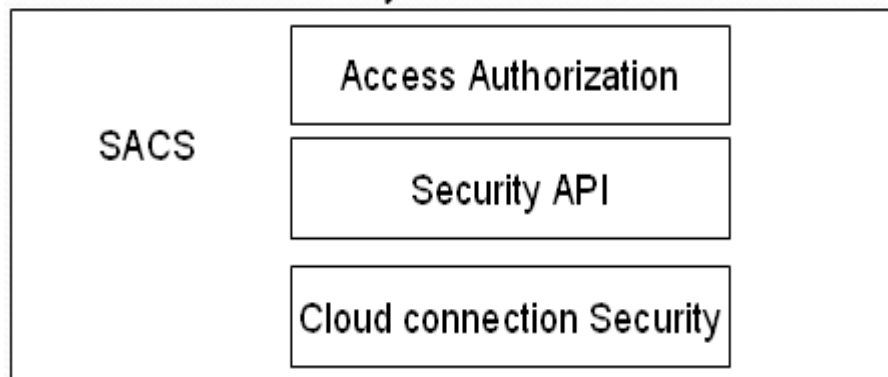 Access Authorization
SACS
Security API
Cloud connection Security